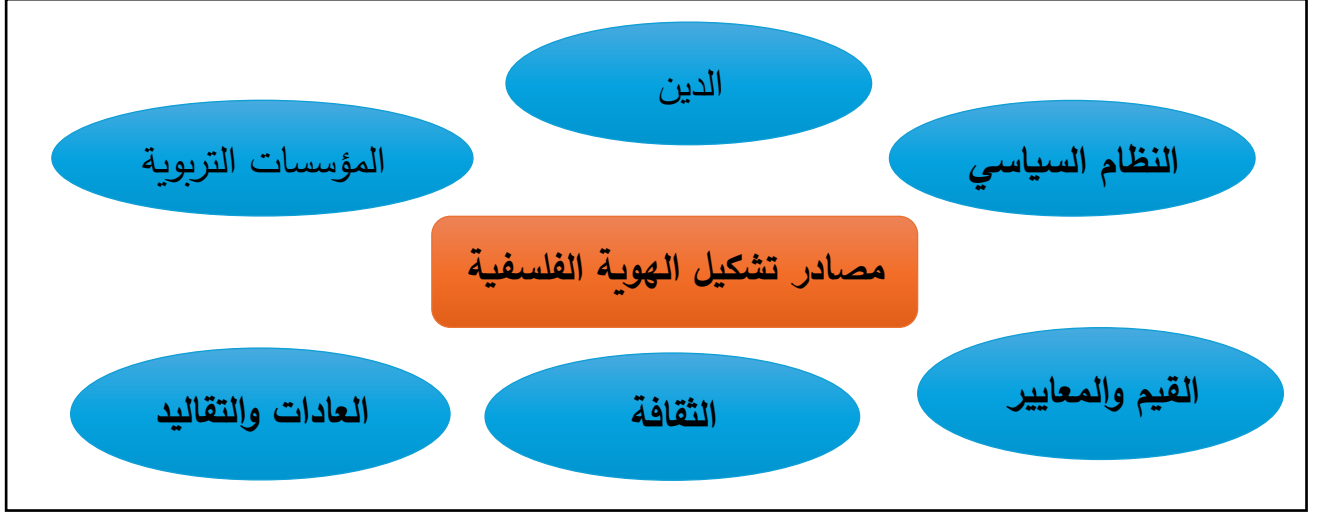 الدين
النظام السياسي
المؤسسات التربوية
مصادر تشكيل الهوية الفلسفية
القيم والمعايير
الثقافة
العادات والتقاليد